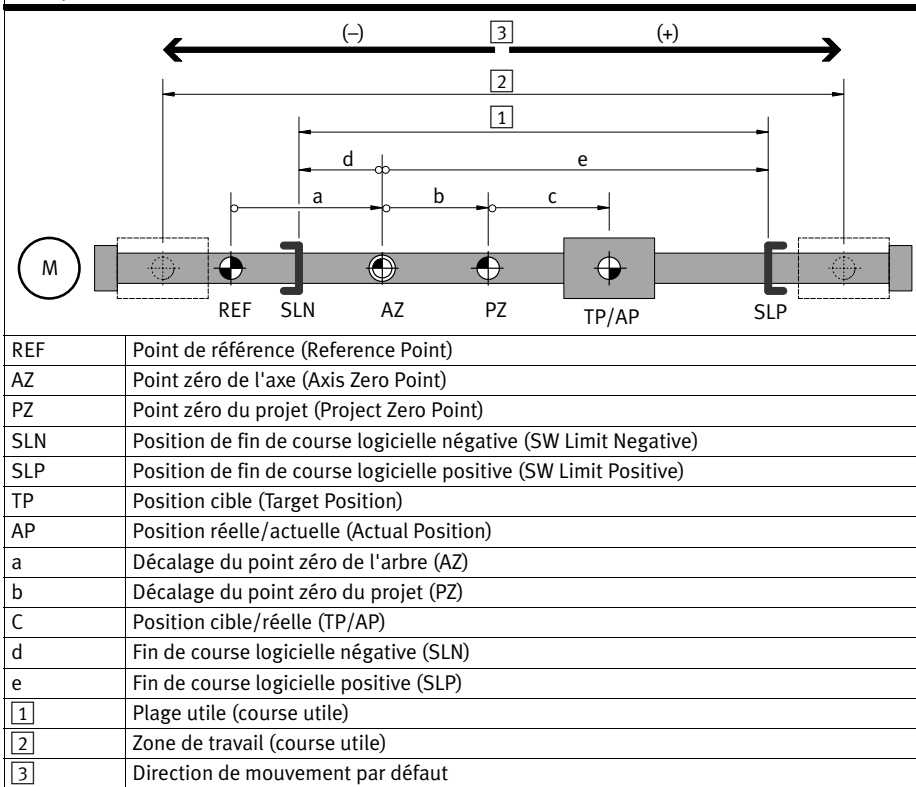 (–) 3 (+)
2
1
d e
a b c
M
REF SLN AZ PZ TP/AP SLP
REF Point de référence (Reference Point)
AZ Point zéro de l'axe (Axis Zero Point)
PZ Point zéro du projet (Project Zero Point)
SLN Position de fin de course logicielle négative (SW Limit Negative)
SLP Position de fin de course logicielle positive (SW Limit Positive)
TP Position cible (Target Position)
AP Position réelle/actuelle (Actual Position)
a Décalage du point zéro de l'arbre (AZ)
b Décalage du point zéro du projet (PZ)
C Position cible/réelle (TP/AP)
d Fin de course logicielle négative (SLN)
e Fin de course logicielle positive (SLP)
1 Plage utile (course utile)
2 Zone de travail (course utile)
3 Direction de mouvement par défaut